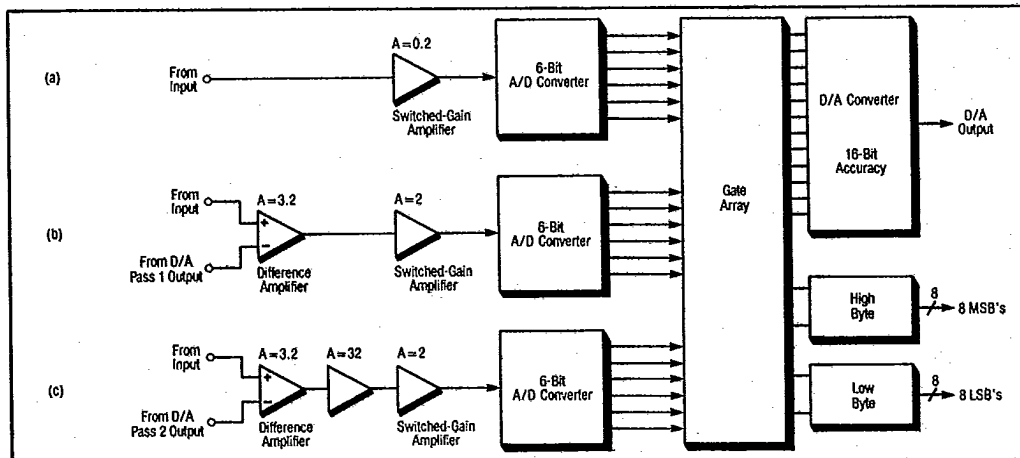 (a)
From
Input
A=0.2
Switched-Gain
Amplifier
6-Bit
A/D Converter
Gate
Array
D/A Converter
16-Bit
Accuracy
D/A
Output
(b)
From
Input
From D/A
Pass 1 Output
A=3.2
Difference
Amplifier
A=2
Switched-Gain
Amplifier
6-Bit
A/D Converter
High
Byte
8
8 MSB's
(c)
From
Input
From D/A
Pass 2 Output
A=3.2
Difference
Amplifier
A=32
A=2
Switched-Gain
Amplifier
6-Bit
A/D Converter
Low
Byte
8
8 LSB's
+
−
+
−